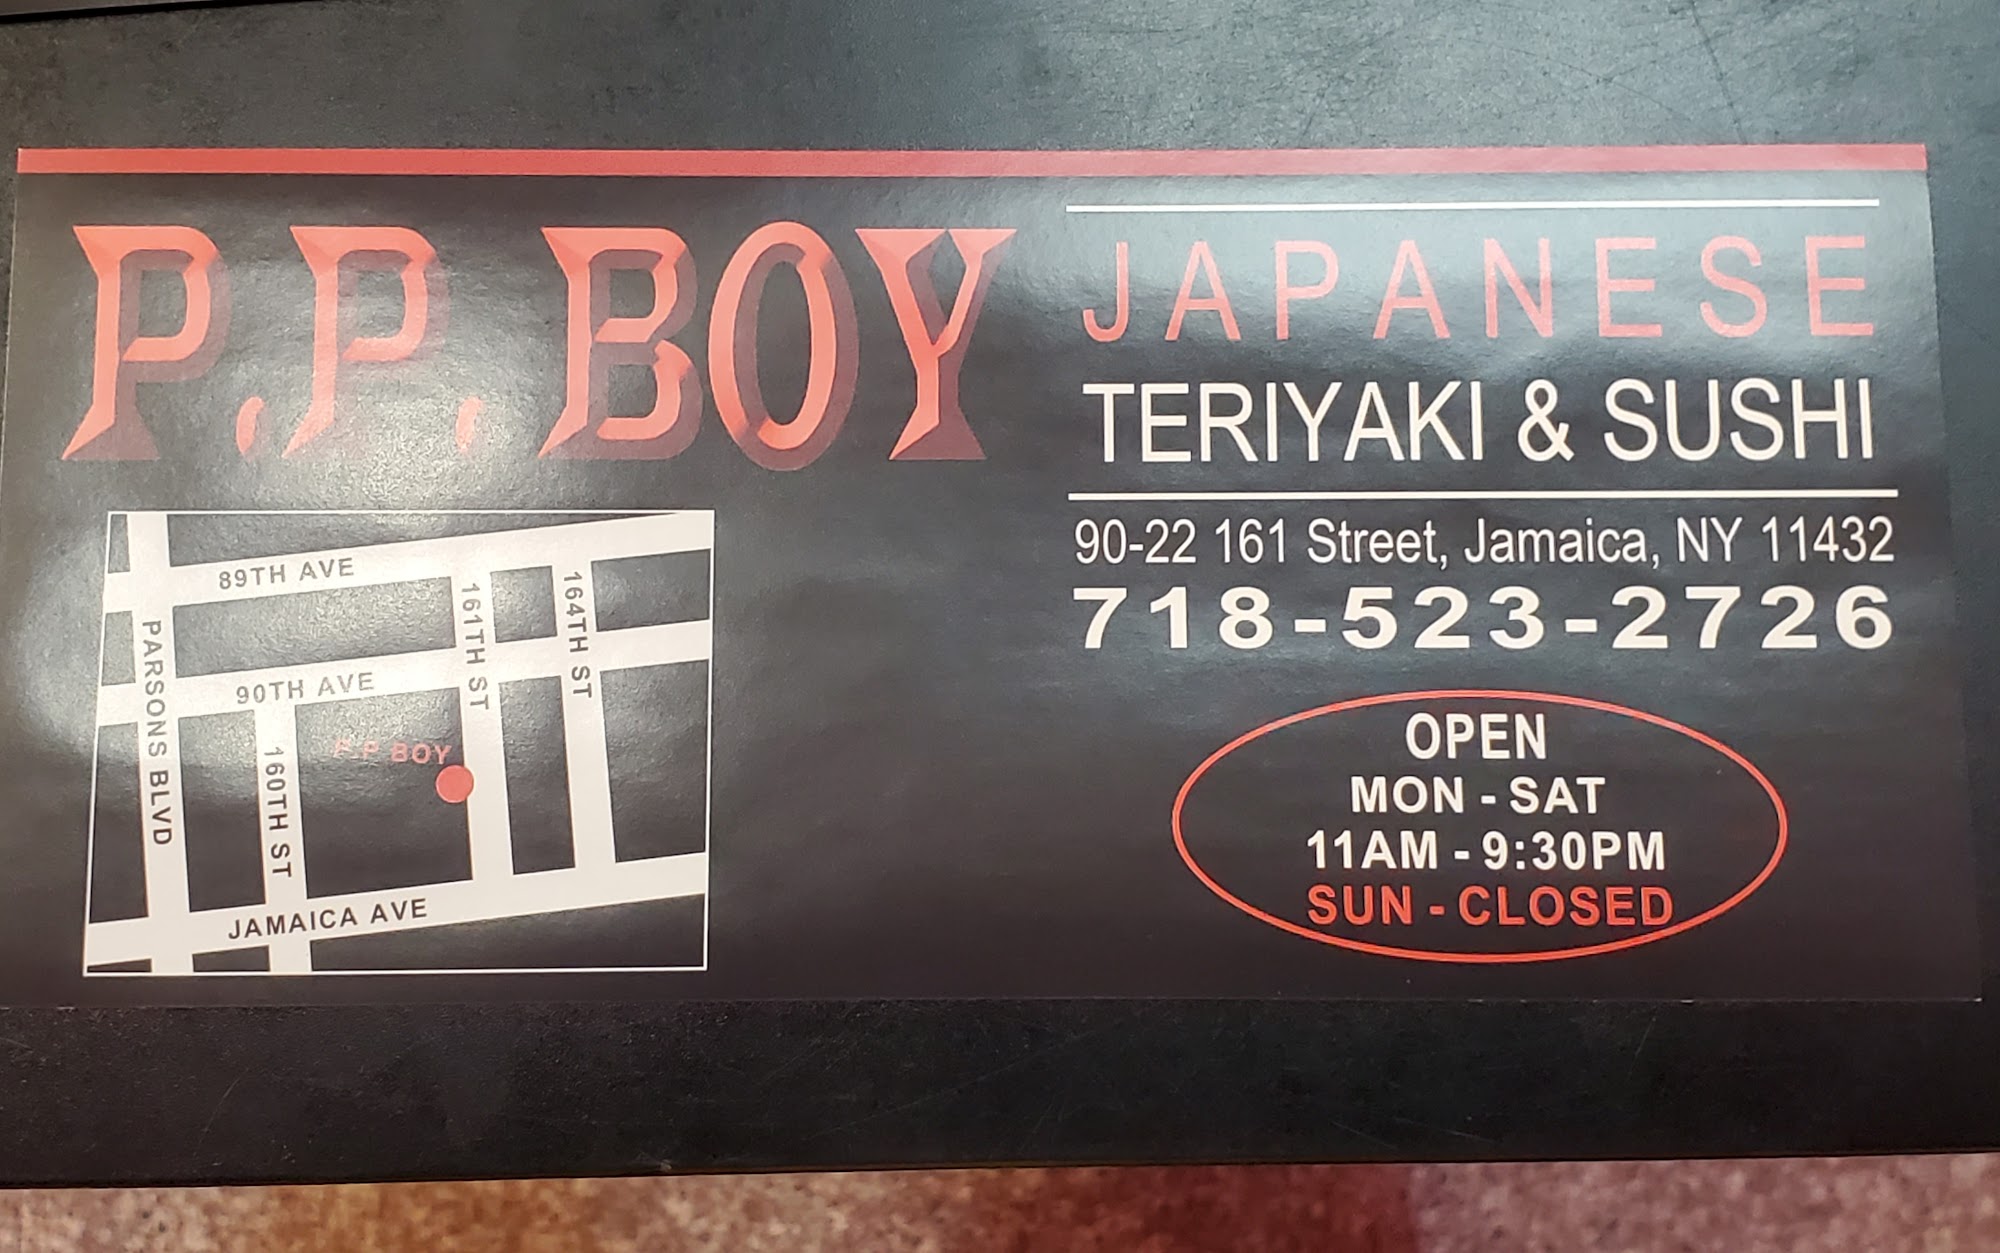 P.P. BOY
JAPANESE
TERIYAKI & SUSHI
90-22 161 Street, Jamaica, NY 11432
718-523-2726
OPEN
MON - SAT
11AM - 9:30PM
SUN - CLOSED
89TH AVE
161TH ST
164TH ST
PARSONS BLVD
90TH AVE
P.P BOY
160TH ST
JAMAICA AVE